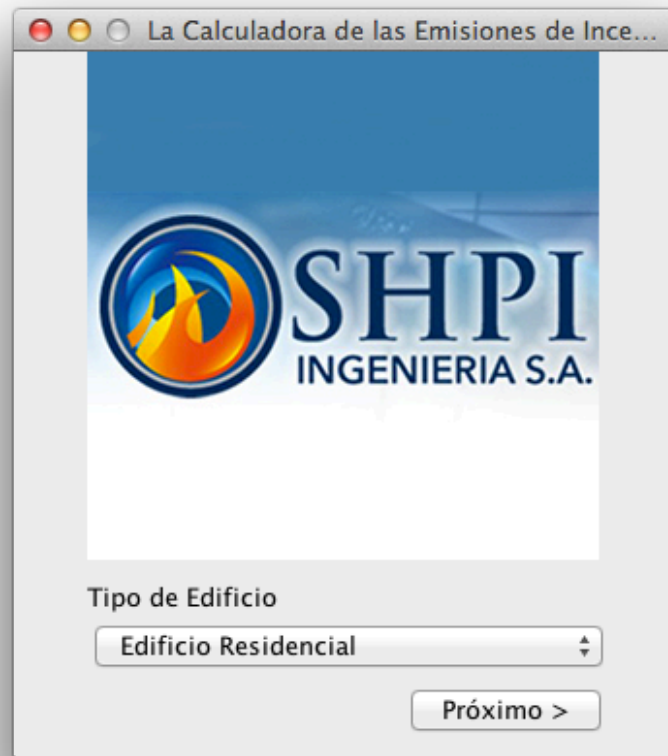 La Calculadora de las Emisiones de Ince...
SHPI
INGENIERIA S.A.
Tipo de Edificio
Edificio Residencial
Próximo >